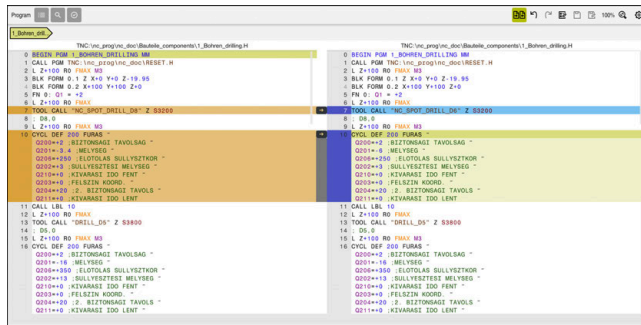 Program
100%
1_Bohren_drill...
TNC:\nc_prog\nc_doc\Bauteile_components\1_Bohren_drilling.H
0 BEGIN PGM 1_BOHREN_DRILLING MM
1 CALL PGM TNC:\nc_prog\nc_doc\RESET.H
2 L Z+100 R0 FMAX M3
3 BLK FORM 0.1 Z X+0 Y+0 Z-19.95
4 BLK FORM 0.2 X+100 Y+100 Z+0
5 FN 0: Q1 = +2
6 L Z+100 R0 FMAX
7 TOOL CALL "NC_SPOT_DRILL_D8" Z S3200
8 ; D8,0
9 L Z+100 R0 FMAX M3
10 CYCL DEF 200 FURAS ~
Q200=+2 ;BIZTONSAGI TAVOLSAG ~
Q201=-3.4 ;MELYSEG ~
Q206=+250 ;ELOTOLAS SULLYSZTKOR ~
Q202=+3 ;SULLYESZTESI MELYSEG ~
Q210=+0 ;KIVARASI IDO FENT ~
Q203=+0 ;FELSZIN KOORD. ~
Q204=+20 ;2. BIZTONSAGI TAVOLS ~
Q211=+0 ;KIVARASI IDO LENT
11 CALL LBL 10
12 L Z+100 R0 FMAX
13 TOOL CALL "DRILL_D5" Z S3800
14 ; D5,0
15 L Z+100 R0 FMAX M3
16 CYCL DEF 200 FURAS ~
Q200=+2 ;BIZTONSAGI TAVOLSAG ~
Q201=-16 ;MELYSEG ~
Q206=+350 ;ELOTOLAS SULLYSZTKOR ~
Q202=+13 ;SULLYESZTESI MELYSEG ~
Q210=+0 ;KIVARASI IDO FENT ~
Q203=+0 ;FELSZIN KOORD. ~
Q204=+20 ;2. BIZTONSAGI TAVOLS ~
Q211=+0 ;KIVARASI IDO LENT ~
TNC:\nc_prog\nc_doc\Bauteile_components\1_Bohren_drilling.H
0 BEGIN PGM 1_BOHREN_DRILLING MM
1 CALL PGM TNC:\nc_prog\nc_doc\RESET.H
2 L Z+100 R0 FMAX M3
3 BLK FORM 0.1 Z X+0 Y+0 Z-19.95
4 BLK FORM 0.2 X+100 Y+100 Z+0
5 FN 0: Q1 = +2
6 L Z+100 R0 FMAX
7 TOOL CALL "NC_SPOT_DRILL_D6" Z S3200
8 ; D8,0
9 L Z+100 R0 FMAX M3
10 CYCL DEF 200 FURAS ~
Q200=+2 ;BIZTONSAGI TAVOLSAG ~
Q201=-6 ;MELYSEG ~
Q206=+250 ;ELOTOLAS SULLYSZTKOR ~
Q202=+3 ;SULLYESZTESI MELYSEG ~
Q210=+0 ;KIVARASI IDO FENT ~
Q203=+0 ;FELSZIN KOORD. ~
Q204=+20 ;2. BIZTONSAGI TAVOLS ~
Q211=+0 ;KIVARASI IDO LENT
11 CALL LBL 10
12 L Z+100 R0 FMAX
13 TOOL CALL "DRILL_D5" Z S3800
14 ; D5,0
15 L Z+100 R0 FMAX M3
16 CYCL DEF 200 FURAS ~
Q200=+2 ;BIZTONSAGI TAVOLSAG ~
Q201=-16 ;MELYSEG ~
Q206=+350 ;ELOTOLAS SULLYSZTKOR ~
Q202=+13 ;SULLYESZTESI MELYSEG ~
Q210=+0 ;KIVARASI IDO FENT ~
Q203=+0 ;FELSZIN KOORD. ~
Q204=+20 ;2. BIZTONSAGI TAVOLS ~
Q211=+0 ;KIVARASI IDO LENT ~